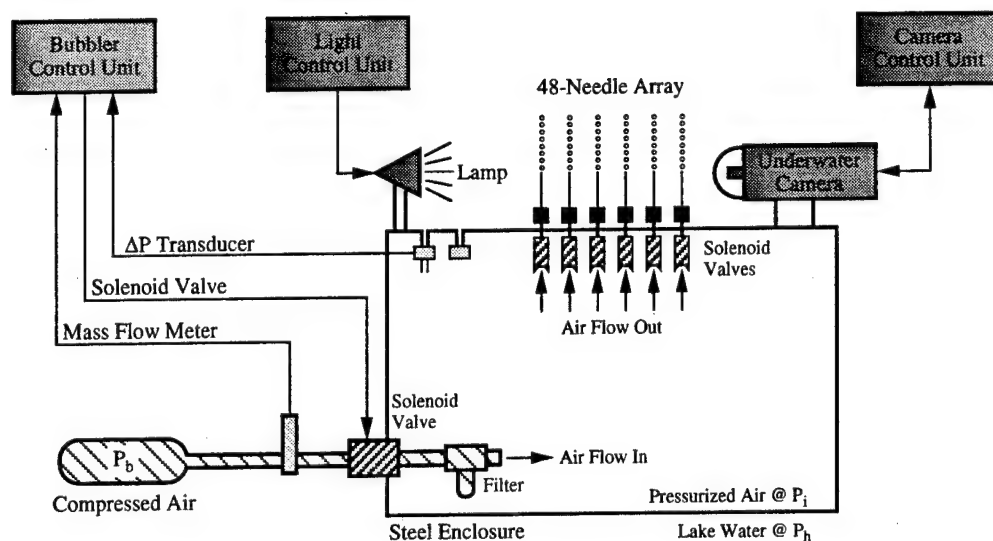 Bubbler
Control Unit
Light
Control Unit
Camera
Control Unit
48-Needle Array
Lamp
Underwater
Camera
ΔP Transducer
Solenoid
Valves
Solenoid Valve
Air Flow Out
Mass Flow Meter
Solenoid
Valve
P_b
Air Flow In
Filter
Compressed Air
Pressurized Air @ P_i
Steel Enclosure
Lake Water @ P_h